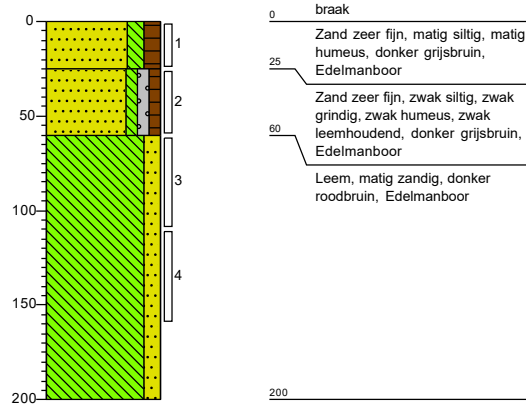 0
50
100
150
200
1
2
3
4
braak
0
Zand zeer fijn, matig siltig, matig
humeus, donker grijsbruin,
Edelmanboor
25
Zand zeer fijn, zwak siltig, zwak
grindig, zwak humeus, zwak
leemhoudend, donker grijsbruin,
Edelmanboor
60
Leem, matig zandig, donker
roodbruin, Edelmanboor
200